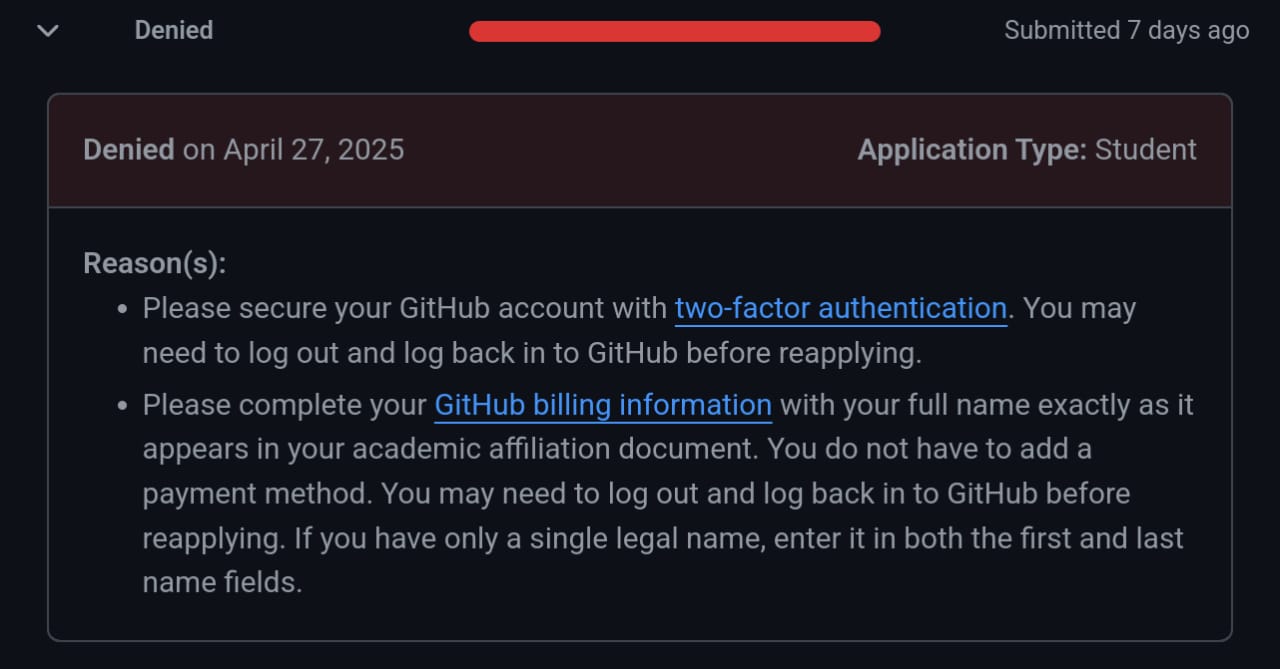 Denied
Submitted 7 days ago
Denied on April 27, 2025
Application Type: Student
Reason(s):
• Please secure your GitHub account with two-factor authentication. You may
need to log out and log back in to GitHub before reapplying.
• Please complete your GitHub billing information with your full name exactly as it
appears in your academic affiliation document. You do not have to add a
payment method. You may need to log out and log back in to GitHub before
reapplying. If you have only a single legal name, enter it in both the first and last
name fields.